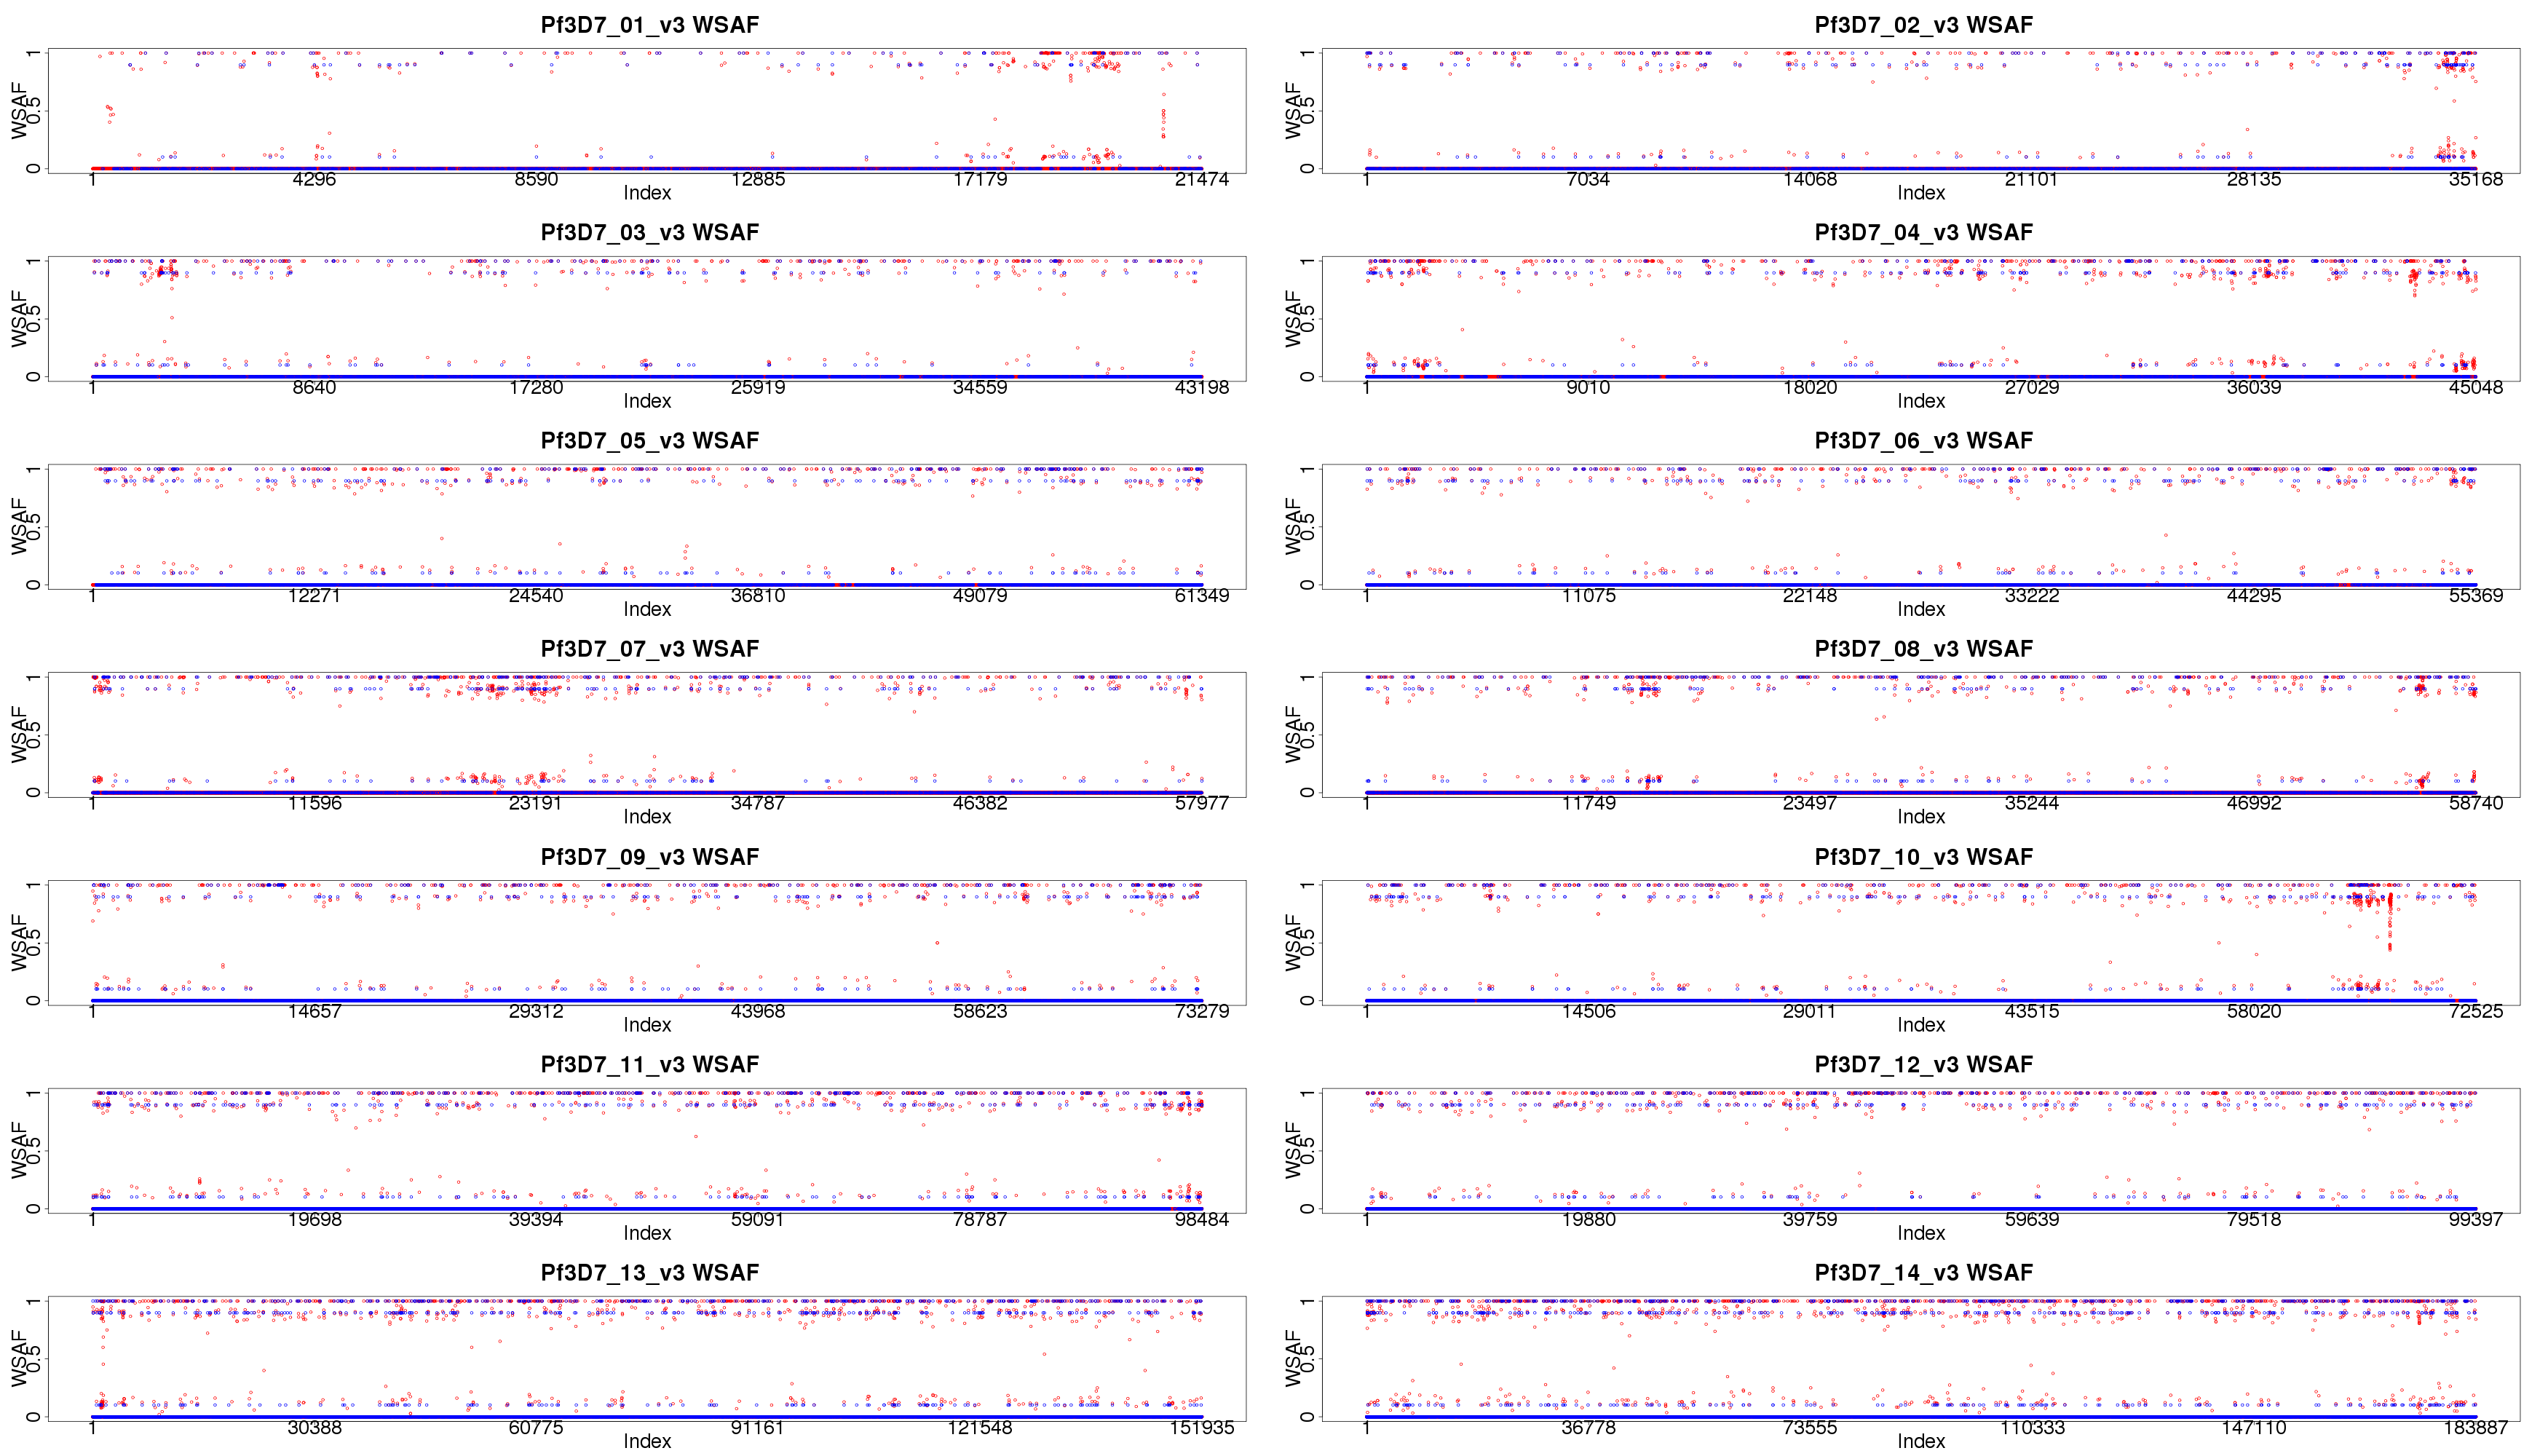 Pf3D7_01_v3 WSAF
WSAF
0 0.5 1
1 4296 8590 12885 17179 21474
Index
Pf3D7_02_v3 WSAF
WSAF
0 0.5 1
1 7034 14068 21101 28135 35168
Index
Pf3D7_03_v3 WSAF
WSAF
0 0.5 1
1 8640 17280 25919 34559 43198
Index
Pf3D7_04_v3 WSAF
WSAF
0 0.5 1
1 9010 18020 27029 36039 45048
Index
Pf3D7_05_v3 WSAF
WSAF
0 0.5 1
1 12271 24540 36810 49079 61349
Index
Pf3D7_06_v3 WSAF
WSAF
0 0.5 1
1 11075 22148 33222 44295 55369
Index
Pf3D7_07_v3 WSAF
WSAF
0 0.5 1
1 11596 23191 34787 46382 57977
Index
Pf3D7_08_v3 WSAF
WSAF
0 0.5 1
1 11749 23497 35244 46992 58740
Index
Pf3D7_09_v3 WSAF
WSAF
0 0.5 1
1 14657 29312 43968 58623 73279
Index
Pf3D7_10_v3 WSAF
WSAF
0 0.5 1
1 14506 29011 43515 58020 72525
Index
Pf3D7_11_v3 WSAF
WSAF
0 0.5 1
1 19698 39394 59091 78787 98484
Index
Pf3D7_12_v3 WSAF
WSAF
0 0.5 1
1 19880 39759 59639 79518 99397
Index
Pf3D7_13_v3 WSAF
WSAF
0 0.5 1
1 30388 60775 91161 121548 151935
Index
Pf3D7_14_v3 WSAF
WSAF
0 0.5 1
1 36778 73555 110333 147110 183887
Index